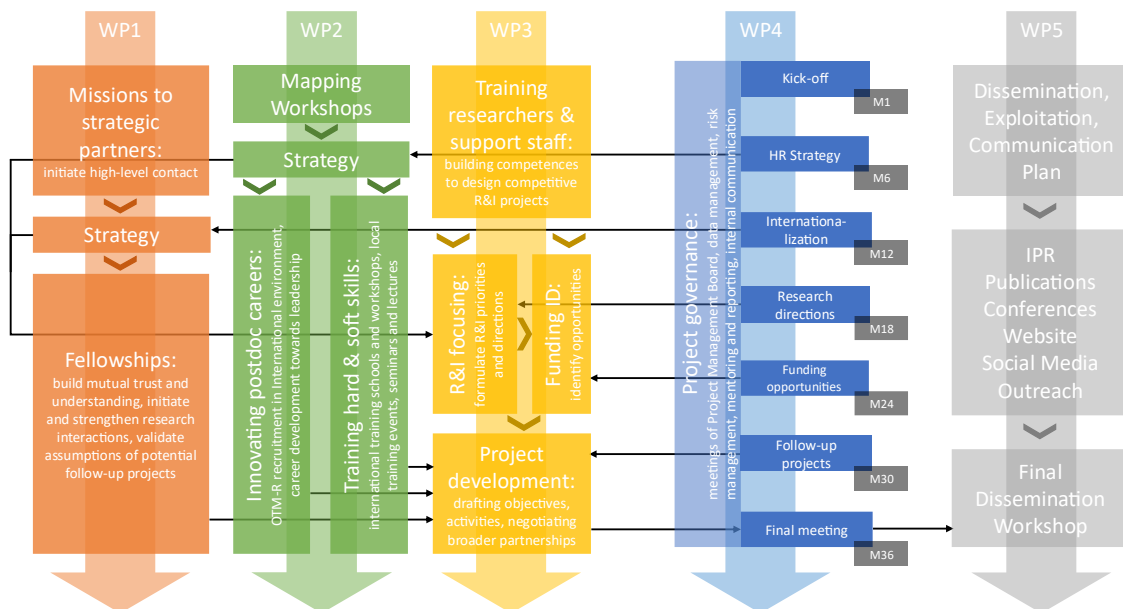 WP1
Missions to
strategic
partners:
initiate high-level contact
Strategy
Fellowships:
build mutual trust and
understanding, initiate
and strengthen research
interactions, validate
assumptions of potential
follow-up projects
WP2
Mapping
Workshops
Strategy
Innovating postdoc careers:
OTM-R recruitment in International environment,
career development towards leadership
Training hard & soft skills:
international training schools and workshops, local
training events, seminars and lectures
WP3
Training
researchers &
support staff:
building competences
to design competitive
R&I projects
R&I focusing:
formulate R&I priorities
and directions
Funding ID:
identify opportunities
Project
development:
drafting objectives,
activities, negotiating
broader partnerships
WP4
Project governance:
meetings of Project Management Board, data management, risk
management, mentoring and reporting, internal communication
Kick-off
M1
HR Strategy
M6
Internationa-
lization
M12
Research
directions
M18
Funding
opportunities
M24
Follow-up
projects
M30
Final meeting
M36
WP5
Dissemination,
Exploitation,
Communication
Plan
IPR
Publications
Conferences
Website
Social Media
Outreach
Final
Dissemination
Workshop